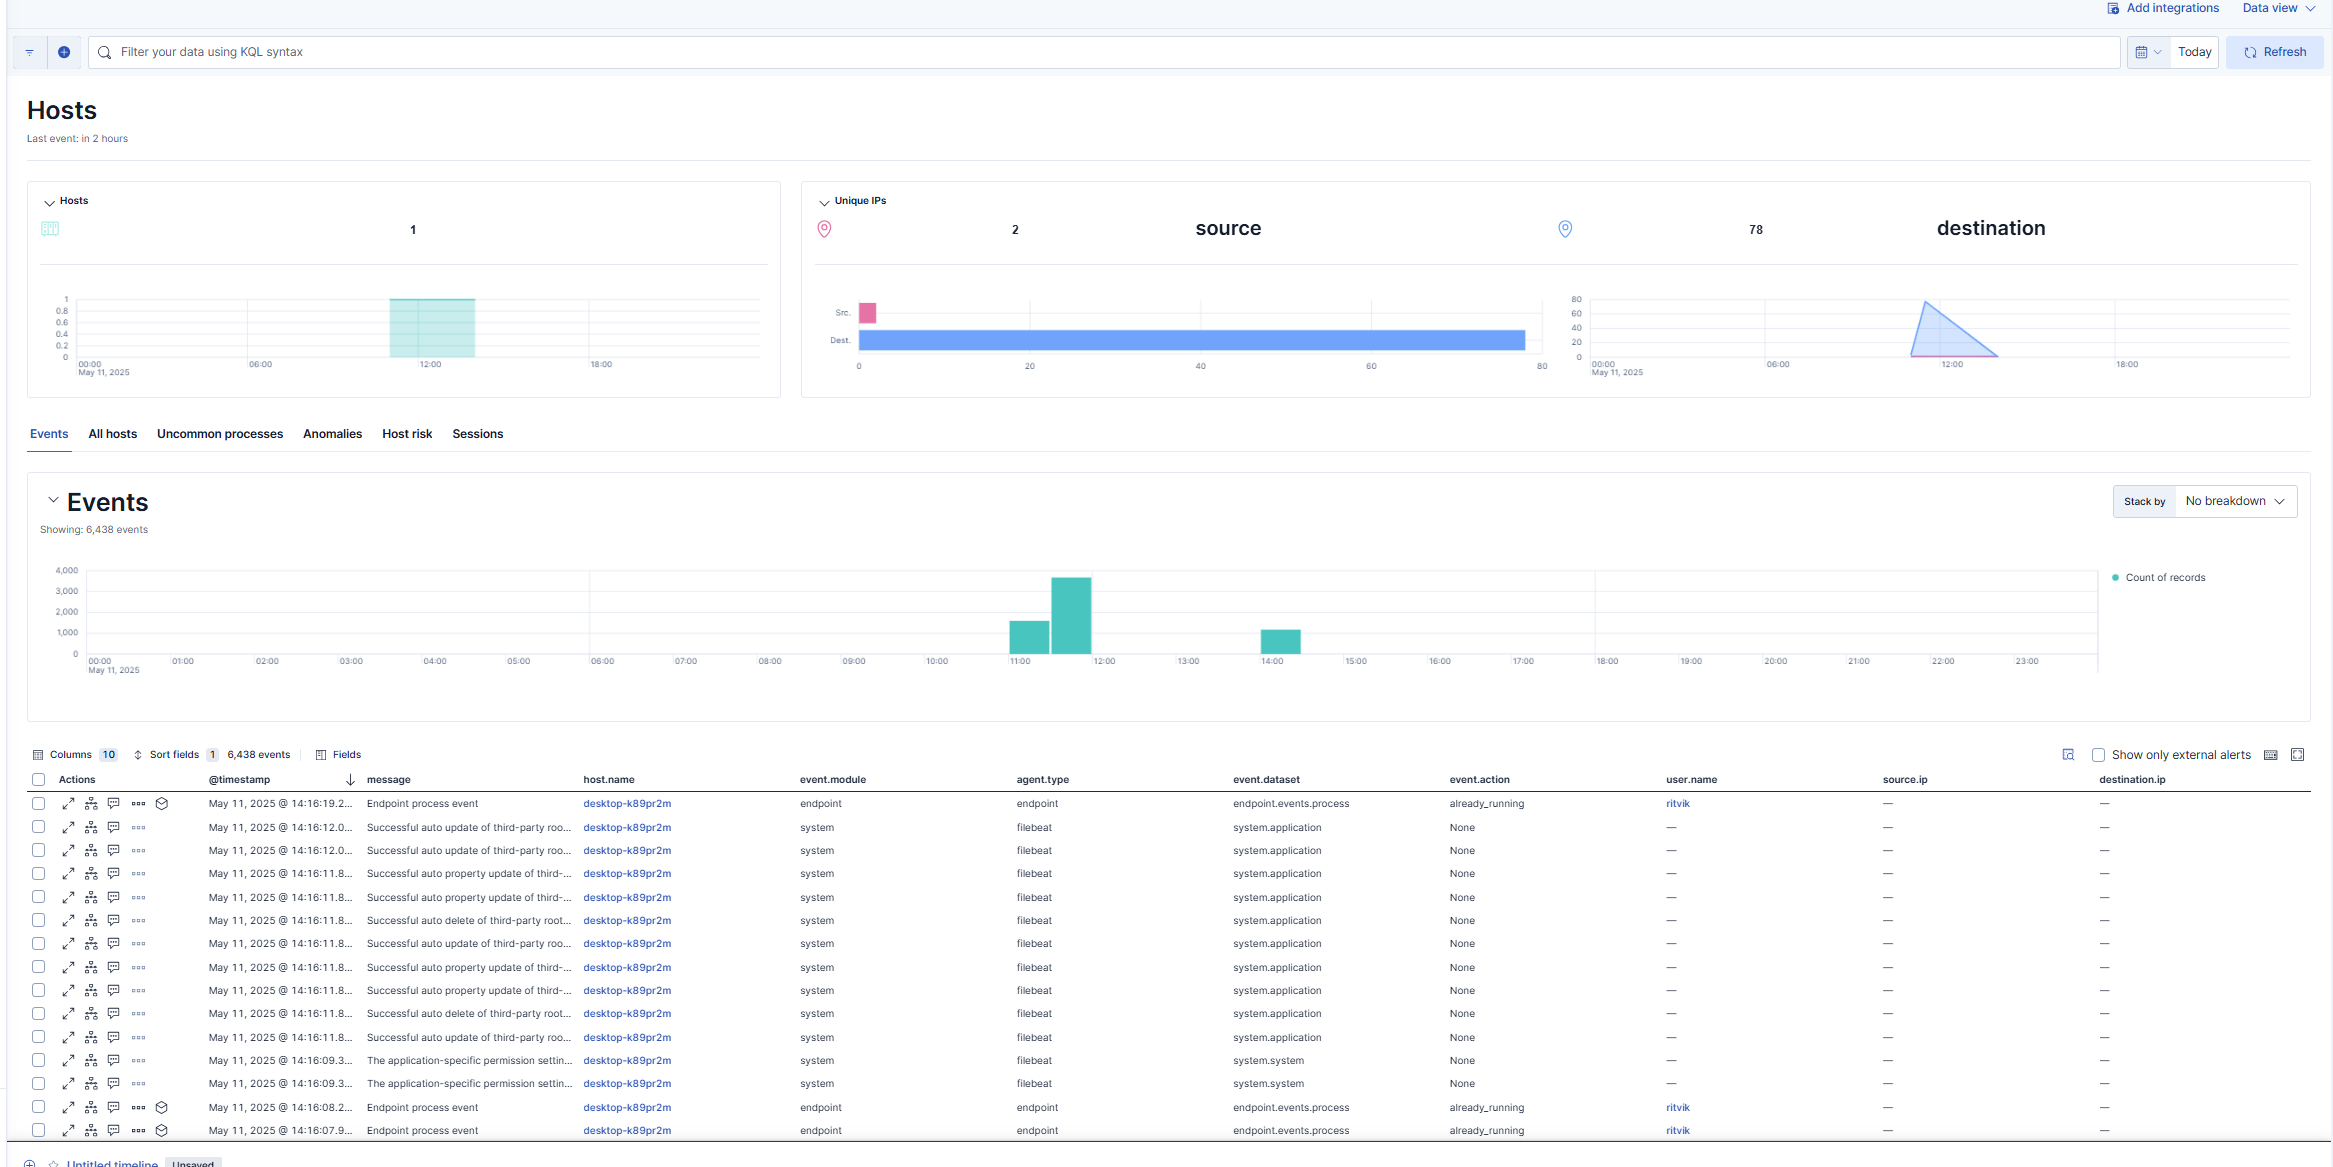 Add integrations Data view
Filter your data using KQL syntax Today Refresh
Hosts
Last event: in 2 hours
Hosts
1
1
0.8
0.6
0.4
0.2
0
00:00 06:00 12:00 18:00
May 11, 2025
Unique IPs
2 source 78 destination
Src.
Dest.
0 20 40 60 80
80
60
40
20
0
00:00 06:00 12:00 18:00
May 11, 2025
Events All hosts Uncommon processes Anomalies Host risk Sessions
Events Stack by No breakdown
Showing: 6,438 events
4,000
3,000
2,000
1,000
0
Count of records
00:00 01:00 02:00 03:00 04:00 05:00 06:00 07:00 08:00 09:00 10:00 11:00 12:00 13:00 14:00 15:00 16:00 17:00 18:00 19:00 20:00 21:00 22:00 23:00
May 11, 2025
Columns 10 Sort fields 1 6,438 events Fields Show only external alerts
Actions @timestamp message host.name event.module agent.type event.dataset event.action user.name source.ip destination.ip
May 11, 2025 @ 14:16:19.2... Endpoint process event desktop-k89pr2m endpoint endpoint endpoint.events.process already_running ritvik — —
May 11, 2025 @ 14:16:12.0... Successful auto update of third-party roo... desktop-k89pr2m system filebeat system.application None — — —
May 11, 2025 @ 14:16:12.0... Successful auto update of third-party roo... desktop-k89pr2m system filebeat system.application None — — —
May 11, 2025 @ 14:16:11.8... Successful auto property update of third-... desktop-k89pr2m system filebeat system.application None — — —
May 11, 2025 @ 14:16:11.8... Successful auto property update of third-... desktop-k89pr2m system filebeat system.application None — — —
May 11, 2025 @ 14:16:11.8... Successful auto delete of third-party root... desktop-k89pr2m system filebeat system.application None — — —
May 11, 2025 @ 14:16:11.8... Successful auto update of third-party roo... desktop-k89pr2m system filebeat system.application None — — —
May 11, 2025 @ 14:16:11.8... Successful auto property update of third-... desktop-k89pr2m system filebeat system.application None — — —
May 11, 2025 @ 14:16:11.8... Successful auto property update of third-... desktop-k89pr2m system filebeat system.application None — — —
May 11, 2025 @ 14:16:11.8... Successful auto delete of third-party root... desktop-k89pr2m system filebeat system.application None — — —
May 11, 2025 @ 14:16:11.8... Successful auto update of third-party roo... desktop-k89pr2m system filebeat system.application None — — —
May 11, 2025 @ 14:16:09.3... The application-specific permission settin... desktop-k89pr2m system filebeat system.system None — — —
May 11, 2025 @ 14:16:09.3... The application-specific permission settin... desktop-k89pr2m system filebeat system.system None — — —
May 11, 2025 @ 14:16:08.2... Endpoint process event desktop-k89pr2m endpoint endpoint endpoint.events.process already_running ritvik — —
May 11, 2025 @ 14:16:07.9... Endpoint process event desktop-k89pr2m endpoint endpoint endpoint.events.process already_running ritvik — —
Untitled timeline Unsaved